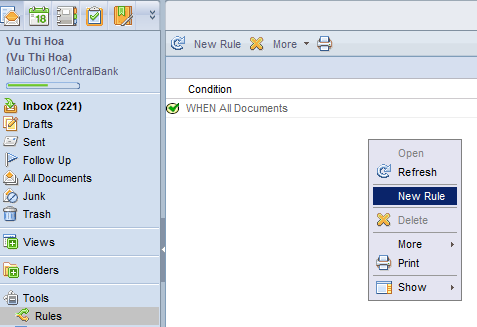 18
Vu Thi Hoa
(Vu Thi Hoa)
MailClus01/CentralBank
Inbox (221)
Drafts
Sent
Follow Up
All Documents
Junk
Trash
Views
Folders
Tools
Rules
New Rule More
Condition
WHEN All Documents
Open
Refresh
New Rule
Delete
More
Print
Show